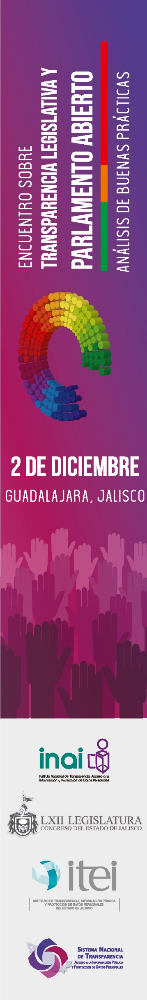 ENCUENTRO SOBRE
TRANSPARENCIA LEGISLATIVA Y
PARLAMENTO ABIERTO
ANÁLISIS DE BUENAS PRÁCTICAS
2 DE DICIEMBRE
GUADALAJARA, JALISCO
inai
Instituto Nacional de Transparencia, Acceso a la
Información y Protección de Datos Personales
LXII LEGISLATURA
CONGRESO DEL ESTADO DE JALISCO
itei
INSTITUTO DE TRANSPARENCIA, INFORMACIÓN PÚBLICA
Y PROTECCIÓN DE DATOS PERSONALES
DEL ESTADO DE JALISCO
SISTEMA NACIONAL
DE TRANSPARENCIA
ACCESO A LA INFORMACIÓN PÚBLICA
Y PROTECCIÓN DE DATOS PERSONALES